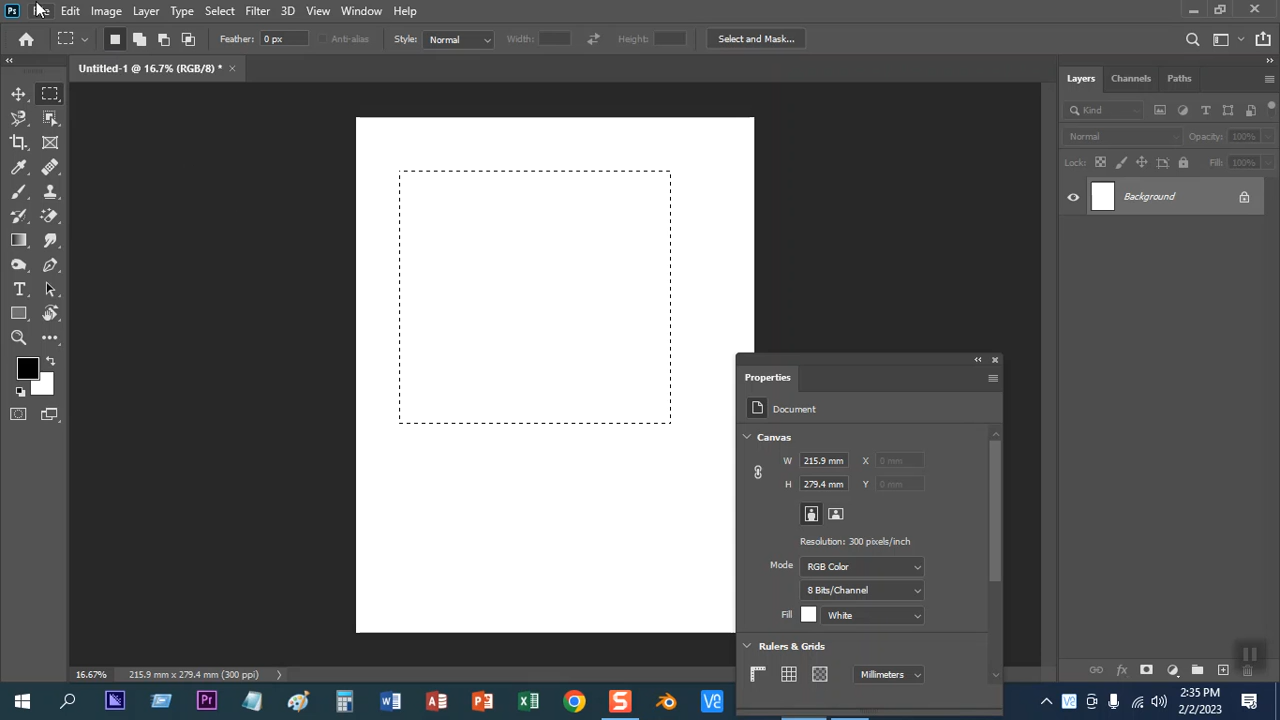 Ps Edit Image Layer Type Select Filter 3D View Window Help
Feather: 0 px Anti-alias Style: Normal Width: Height: Select and Mask...
Untitled-1 @ 16.7% (RGB/8) *
Layers Channels Paths
Kind
Normal Opacity: 100%
Lock: Fill: 100%
Background
Properties
Document
Canvas
W 215.9 mm X 0 mm
H 279.4 mm Y 0 mm
Resolution: 300 pixels/inch
Mode RGB Color
8 Bits/Channel
Fill White
Rulers & Grids
Millimeters
16.67% 215.9 mm x 279.4 mm (300 ppi)
2:35 PM
2/2/2023